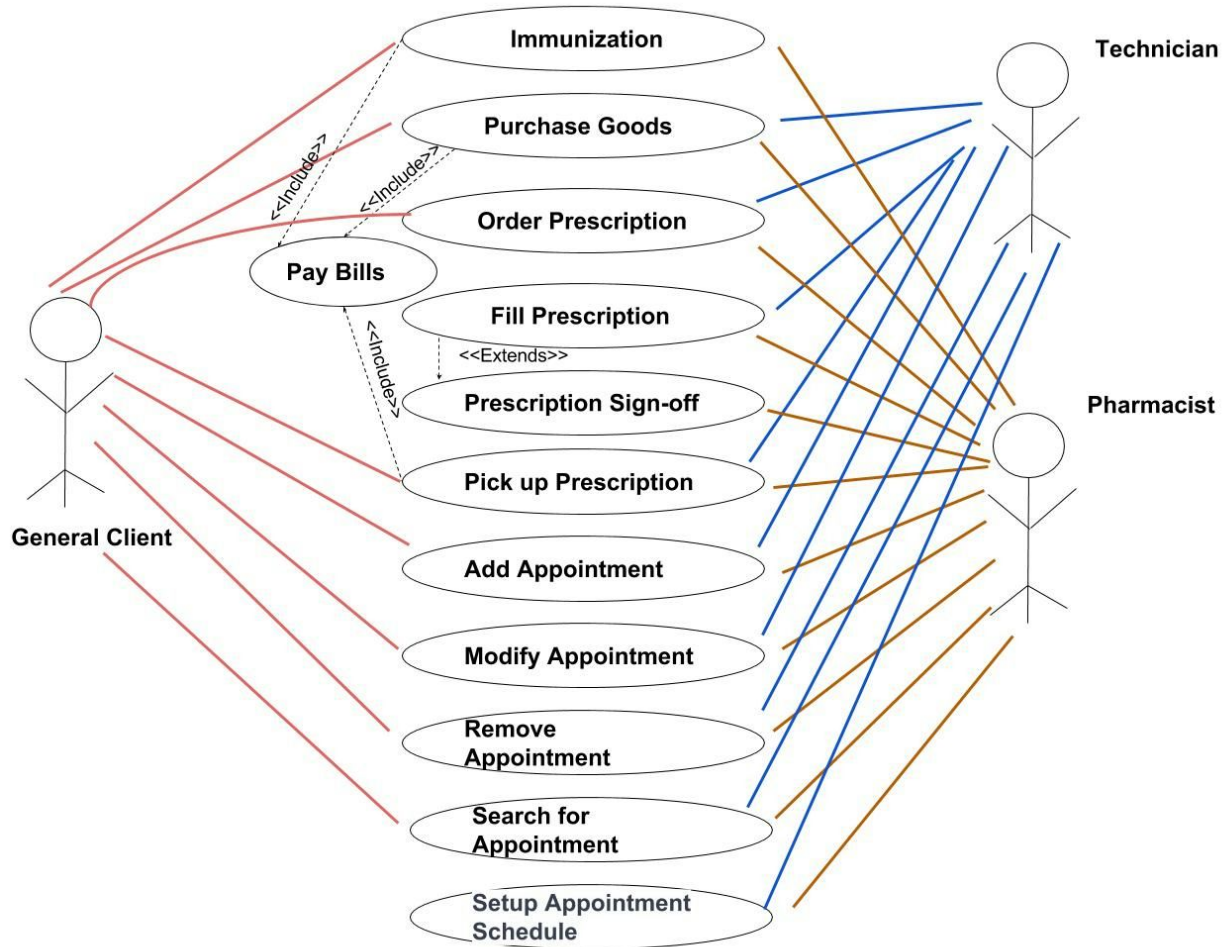 Immunization
Technician
Purchase Goods
<<Include>>
<<Include>>
Order Prescription
Pay Bills
Fill Prescription
<<Include>>
<<Extends>>
Prescription Sign-off
Pharmacist
Pick up Prescription
General Client
Add Appointment
Modify Appointment
Remove
Appointment
Search for
Appointment
Setup Appointment
Schedule